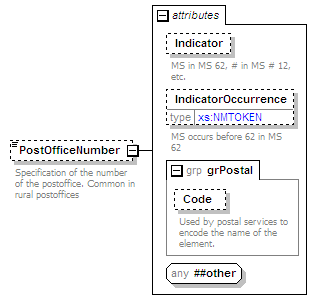 attributes
Indicator
MS in MS 62, # in MS # 12,
etc.
IndicatorOccurrence
type xs:NMTOKEN
MS occurs before 62 in MS
62
PostOfficeNumber
Specification of the number
of the postoffice. Common in
rural postoffices
grp grPostal
Code
Used by postal services to
encode the name of the
element.
any ##other